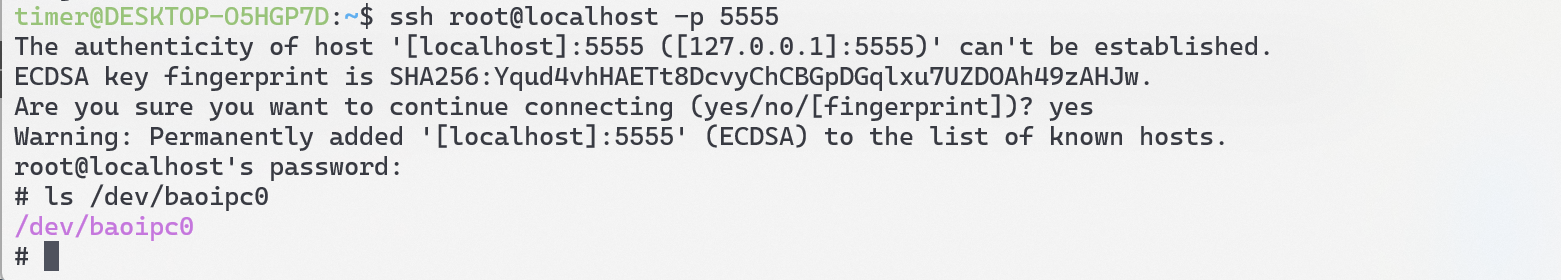 timer@DESKTOP-O5HGP7D:~$ ssh root@localhost -p 5555
The authenticity of host '[localhost]:5555 ([127.0.0.1]:5555)' can't be established.
ECDSA key fingerprint is SHA256:Yqud4vhHAETt8DcvyChCBGpDGqlxu7UZDOAh49zAHJw.
Are you sure you want to continue connecting (yes/no/[fingerprint])? yes
Warning: Permanently added '[localhost]:5555' (ECDSA) to the list of known hosts.
root@localhost's password:
# ls /dev/baoipc0
/dev/baoipc0
#